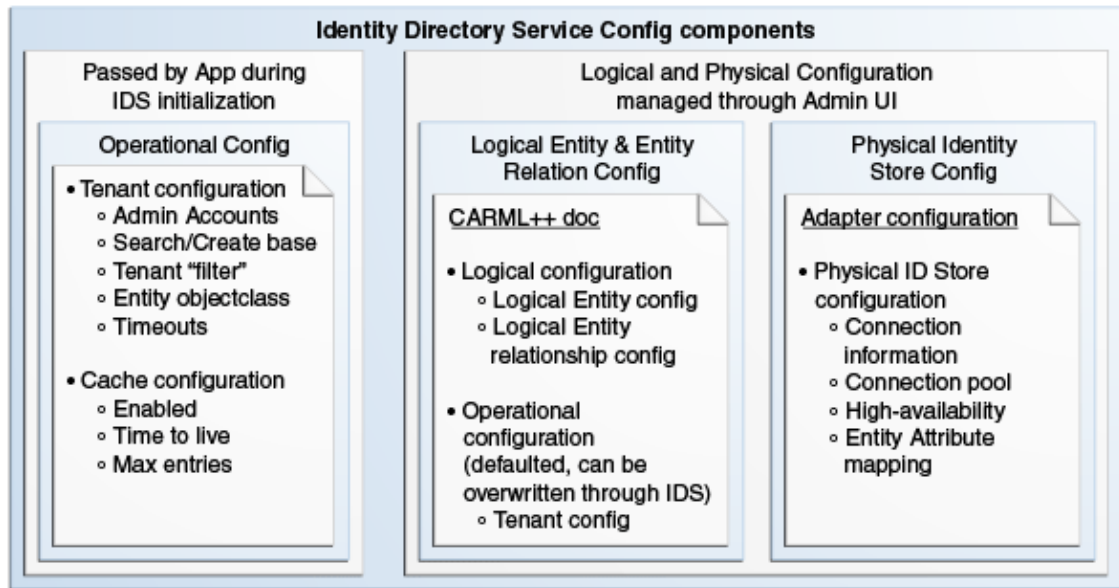 Identity Directory Service Config components
Passed by App during
IDS initialization
Operational Config
• Tenant configuration
∘ Admin Accounts
∘ Search/Create base
∘ Tenant “filter”
∘ Entity objectclass
∘ Timeouts
• Cache configuration
∘ Enabled
∘ Time to live
∘ Max entries
Logical and Physical Configuration
managed through Admin UI
Logical Entity & Entity
Relation Config
CARML++ doc
• Logical configuration
∘ Logical Entity config
∘ Logical Entity
relationship config
• Operational
configuration
(defaulted, can be
overwritten through IDS)
∘ Tenant config
Physical Identity
Store Config
Adapter configuration
• Physical ID Store
configuration
∘ Connection
information
∘ Connection pool
∘ High-availability
∘ Entity Attribute
mapping